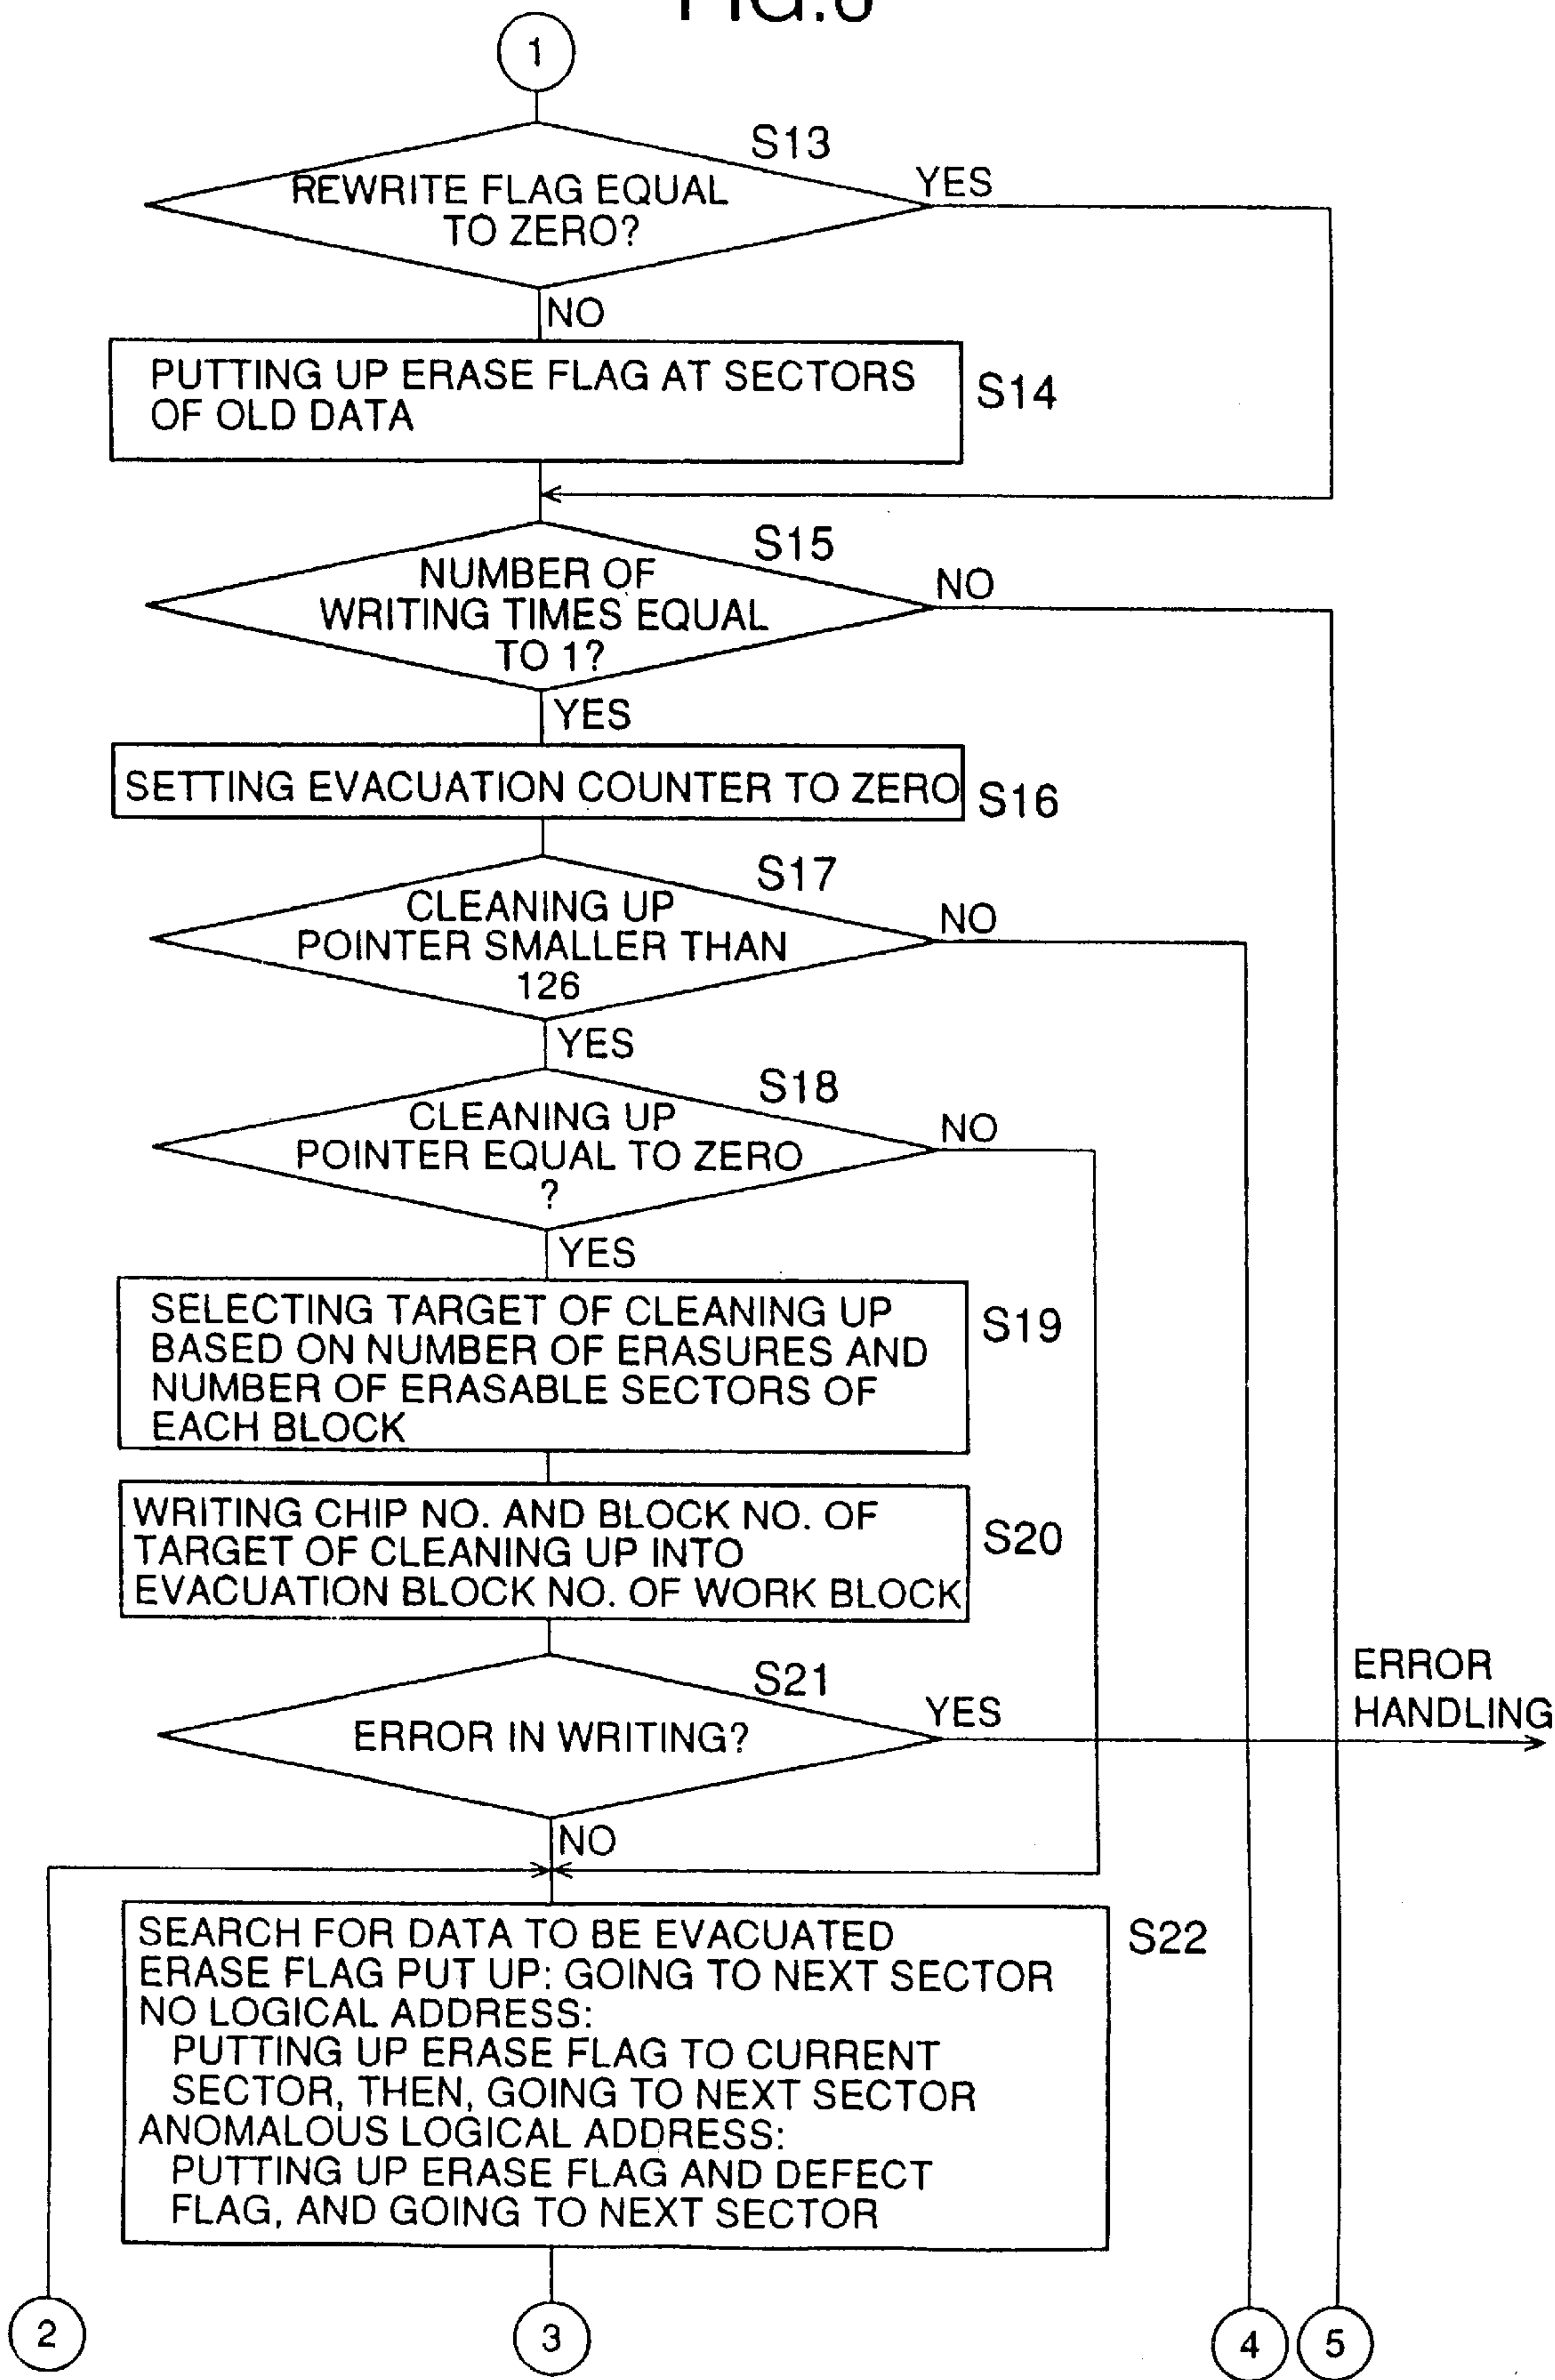 1
S13
REWRITE FLAG EQUAL
TO ZERO?
YES
NO
PUTTING UP ERASE FLAG AT SECTORS
OF OLD DATA
S14
S15
NUMBER OF
WRITING TIMES EQUAL
TO 1?
NO
YES
SETTING EVACUATION COUNTER TO ZERO
S16
S17
CLEANING UP
POINTER SMALLER THAN
126
NO
YES
S18
CLEANING UP
POINTER EQUAL TO ZERO
?
NO
YES
SELECTING TARGET OF CLEANING UP
BASED ON NUMBER OF ERASURES AND
NUMBER OF ERASABLE SECTORS OF
EACH BLOCK
S19
WRITING CHIP NO. AND BLOCK NO. OF
TARGET OF CLEANING UP INTO
EVACUATION BLOCK NO. OF WORK BLOCK
S20
S21
ERROR IN WRITING?
YES
ERROR
HANDLING
NO
SEARCH FOR DATA TO BE EVACUATED
ERASE FLAG PUT UP: GOING TO NEXT SECTOR
NO LOGICAL ADDRESS:
PUTTING UP ERASE FLAG TO CURRENT
SECTOR, THEN, GOING TO NEXT SECTOR
ANOMALOUS LOGICAL ADDRESS:
PUTTING UP ERASE FLAG AND DEFECT
FLAG, AND GOING TO NEXT SECTOR
S22
2
3
4
5